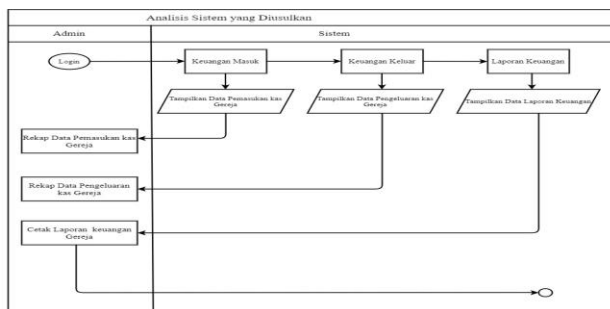 Analisis Sistem yang Diusulkan
Admin
Sistem
Login
Keuangan Masuk
Keuangan Keluar
Laporan Keuangan
Tampilkan Data Pemasukan kas
Gereja
Tampilkan Data Pengeluaran kas
Gereja
Tampilkan Data Laporan Keuangan
Rekap Data Pemasukan kas
Gereja
Rekap Data Pengeluaran
kas Gereja
Cetak Laporan keuangan
Gereja